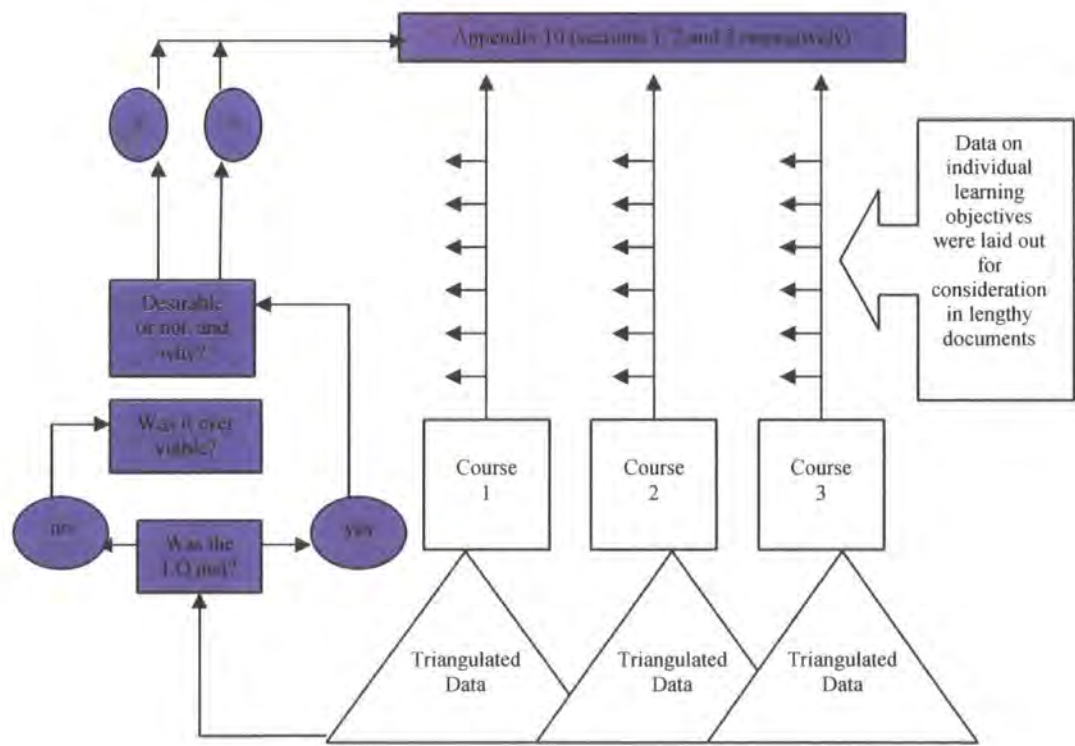 Appendix 10 (sections 1, 2 and 3 respectively)
Desirable
or not, and
why?
Was it ever
viable?
no
Was the
LO met?
yes
Course
1
Course
2
Course
3
Triangulated
Data
Triangulated
Data
Triangulated
Data
Data on
individual
learning
objectives
were laid out
for
consideration
in lengthy
documents